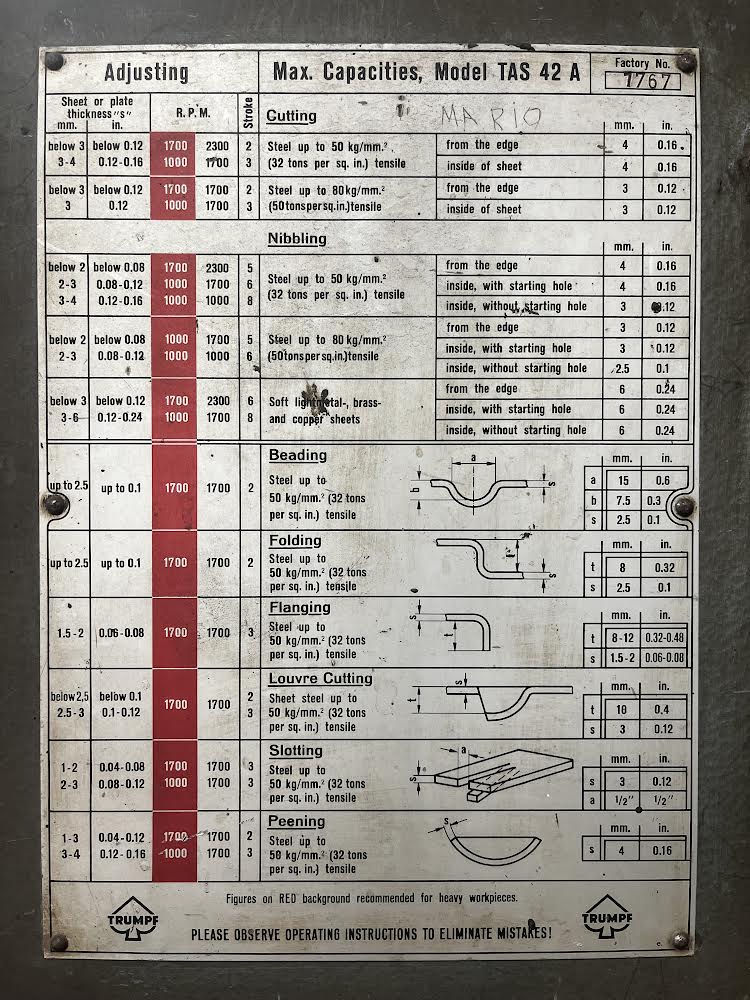 Adjusting Max. Capacities, Model TAS 42 A Factory No.
1767
Sheet or plate thickness "s" R.P.M. Stroke Cutting MARIO
mm. in. mm. in.
below 3 below 0.12 1700 2300 2 Steel up to 50 kg/mm.² from the edge 4 0.16
3-4 0.12-0.16 1000 1700 3 (32 tons per sq. in.) tensile inside of sheet 4 0.16
below 3 below 0.12 1700 1700 2 Steel up to 80kg/mm.² from the edge 3 0.12
3 0.12 1000 1700 3 (50tonspersq.in.)tensile inside of sheet 3 0.12
Nibbling mm. in.
below 2 below 0.08 1700 2300 5 Steel up to 50 kg/mm.² from the edge 4 0.16
2-3 0.08-0.12 1000 1700 6 (32 tons per sq. in.) tensile inside, with starting hole 4 0.16
3-4 0.12-0.16 1000 1000 8 inside, without starting hole 3 0.12
below 2 below 0.08 1000 1700 5 Steel up to 80 kg/mm.² from the edge 3 0.12
2-3 0.08-0.12 1000 1000 6 (50tonspersq.in.)tensile inside, with starting hole 3 0.12
inside, without starting hole 2.5 0.1
below 3 below 0.12 1700 2300 6 Soft light metal-, brass- from the edge 6 0.24
3-6 0.12-0.24 1000 1700 8 and copper sheets inside, with starting hole 6 0.24
inside, without starting hole 6 0.24
Beading a mm. in.
up to 2.5 up to 0.1 1700 1700 2 Steel up to b s a 15 0.6
50 kg/mm.² (32 tons b 7.5 0.3
per sq. in.) tensile s 2.5 0.1
Folding mm. in.
up to 2.5 up to 0.1 1700 1700 2 Steel up to t t 8 0.32
50 kg/mm.² (32 tons s s 2.5 0.1
per sq. in.) tensile
Flanging s mm. in.
1.5-2 0.06-0.08 1700 1700 3 Steel up to
50 kg/mm.² (32 tons t t 8-12 0.32-0.48
per sq. in.) tensile s 1.5-2 0.06-0.08
Louvre Cutting s mm. in.
below 2,5 below 0.1 1700 1700 2 Sheet steel up to t
2.5-3 0.1-0.12 3 50 kg/mm.² (32 tons t 10 0.4
per sq. in.) tensile s 3 0.12
Slotting a mm. in.
1-2 0.04-0.08 1700 1700 3 Steel up to s
2-3 0.08-0.12 1000 1700 3 50 kg/mm.² (32 tons s 3 0.12
per sq. in.) tensile a 1/2" 1/2"
Peening s mm. in.
1-3 0.04-0.12 1700 1700 2 Steel up to
3-4 0.12-0.16 1000 1700 3 50 kg/mm.² (32 tons s 4 0.16
per sq. in.) tensile
Figures on RED background recommended for heavy workpieces.
TRUMPF TRUMPF
PLEASE OBSERVE OPERATING INSTRUCTIONS TO ELIMINATE MISTAKES!
e.